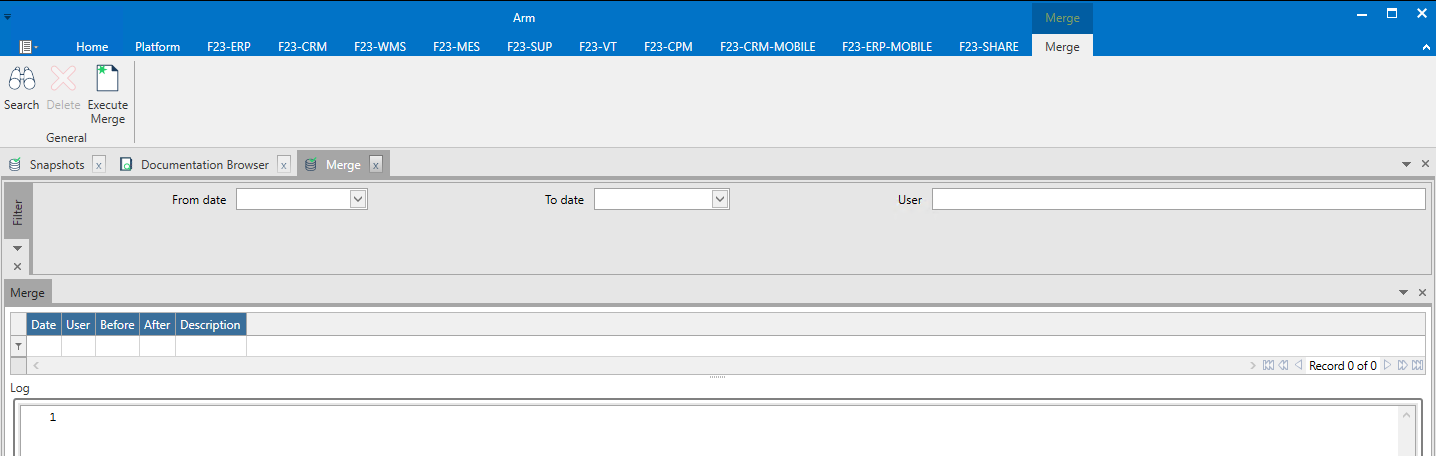 Arm
Merge
Home Platform F23-ERP F23-CRM F23-WMS F23-MES F23-SUP F23-VT F23-CPM F23-CRM-MOBILE F23-ERP-MOBILE F23-SHARE Merge
Search Delete Execute Merge
General
Snapshots x Documentation Browser x Merge x
Filter
From date To date User
Merge
Date User Before After Description
Record 0 of 0
Log
1